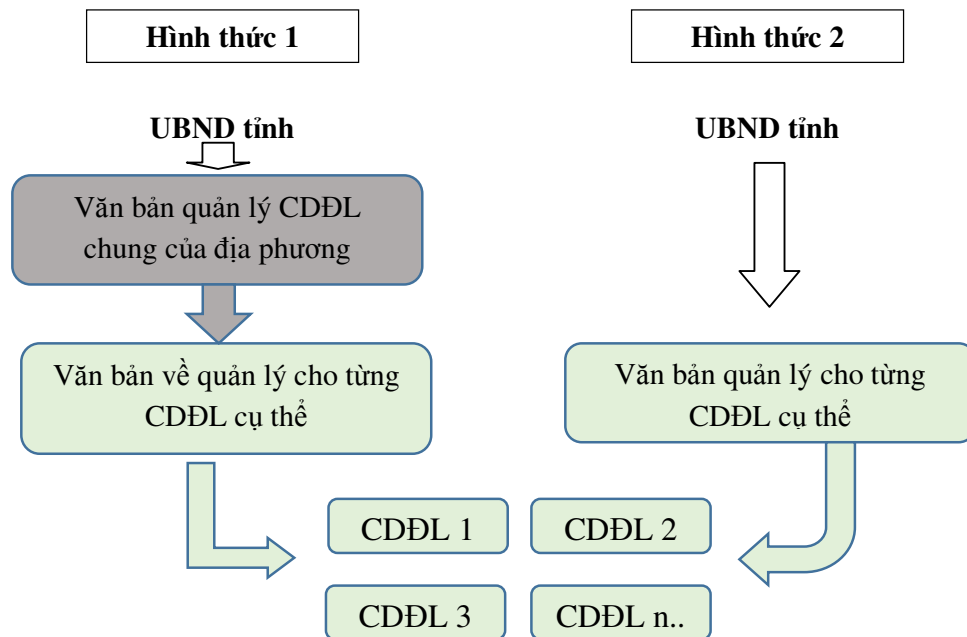 Hình thức 1
Hình thức 2
UBND tỉnh
UBND tỉnh
Văn bản quản lý CDĐL
chung của địa phương
Văn bản về quản lý cho từng
CDĐL cụ thể
Văn bản quản lý cho từng
CDĐL cụ thể
CDĐL 1
CDĐL 2
CDĐL 3
CDĐL n..